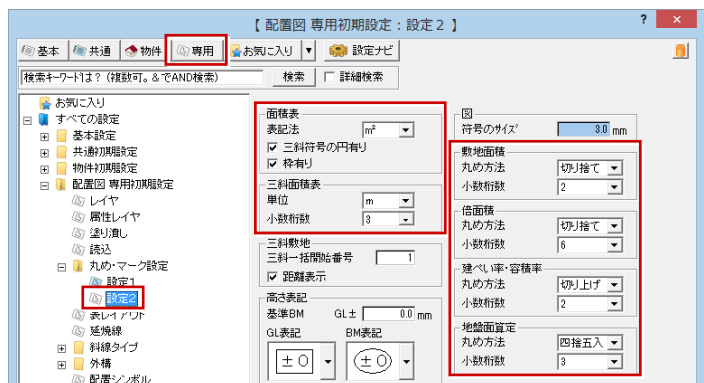 【 配置図 専用初期設定：設定2 】
? ×
基本 共通 物件 専用 お気に入り ▼ 設定ナビ
検索キーワードは？（複数可。& でAND検索） 検索 詳細検索
お気に入り
すべての設定
基本設定
共通初期設定
物件初期設定
配置図 専用初期設定
レイヤ
属性レイヤ
塗り潰し
読込
丸め・マーク設定
設定1
設定2
表レイアウト
延焼線
斜線タイプ
外構
配置シンボル
面積表
表記法 m²
三斜符号の円有り
枠有り
三斜面積表
単位 m
小数桁数 3
三斜敷地
三斜一括開始番号 1
距離表示
高さ表記
基準BM GL± 0.0 mm
GL表記 BM表記
±0 ±0
図
符号のサイズ 3.0 mm
敷地面積
丸め方法 切り捨て
小数桁数 2
倍面積
丸め方法 切り捨て
小数桁数 6
建ぺい率・容積率
丸め方法 切り上げ
小数桁数 2
地盤面算定
丸め方法 四捨五入
小数桁数 3